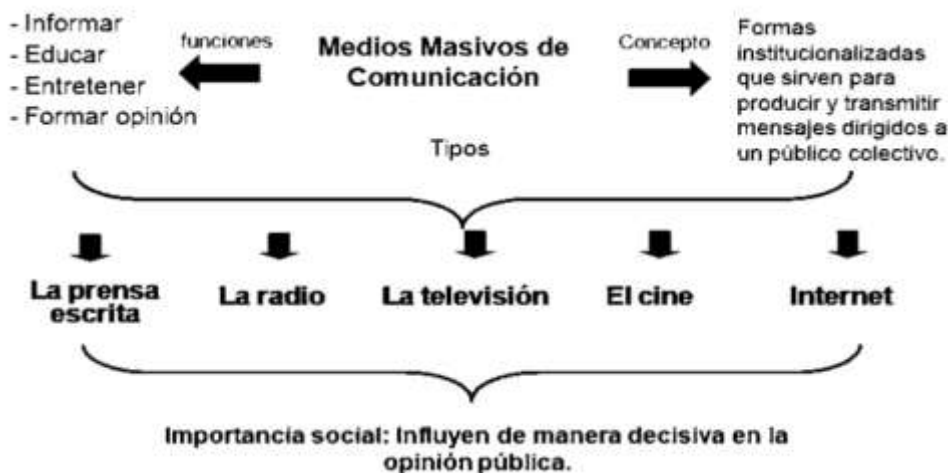 - Informar
- Educar
- Entretener
- Formar opinión
funciones
Medios Masivos de
Comunicación
Concepto
Formas
institucionalizadas
que sirven para
producir y transmitir
mensajes dirigidos a
un público colectivo.
Tipos
La prensa
escrita
La radio
La televisión
El cine
Internet
Importancia social: Influyen de manera decisiva en la
opinión pública.